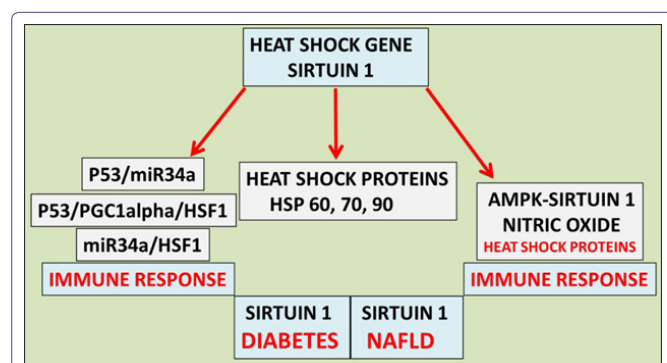 HEAT SHOCK GENE
SIRTUIN 1
P53/miR34a
P53/PGC1alpha/HSF1
miR34a/HSF1
IMMUNE RESPONSE
HEAT SHOCK PROTEINS
HSP 60, 70, 90
AMPK-SIRTUIN 1
NITRIC OXIDE
HEAT SHOCK PROTEINS
IMMUNE RESPONSE
SIRTUIN 1
DIABETES
SIRTUIN 1
NAFLD